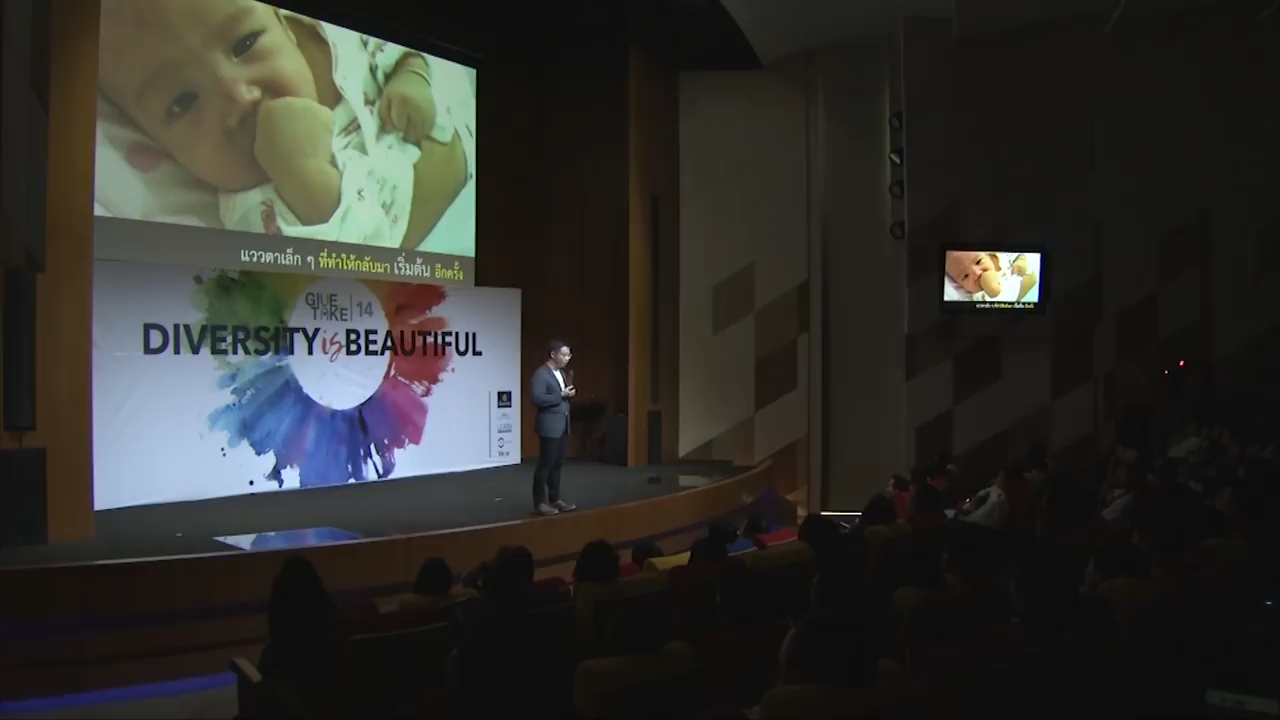 แววตาเล็ก ๆ ที่ทำให้กลับมา เริ่มต้น อีกครั้ง
GIVE
TAKE | 14
DIVERSITY is BEAUTIFUL